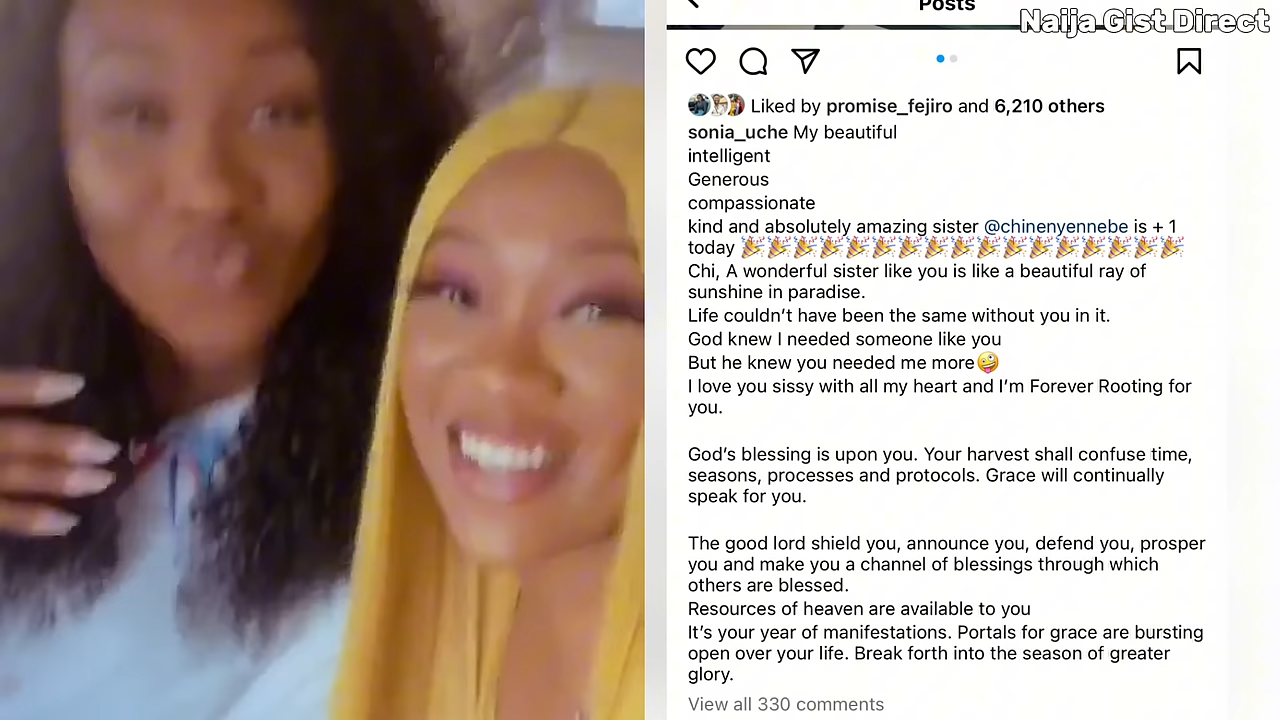 Posts
Naija Gist Direct
Liked by promise_fejiro and 6,210 others
sonia_uche My beautiful
intelligent
Generous
compassionate
kind and absolutely amazing sister @chinenyennebe is + 1
today 🎉🎉🎉🎉🎉🎉🎉🎉🎉🎉🎉🎉🎉🎉🎉🎉🎉
Chi, A wonderful sister like you is like a beautiful ray of
sunshine in paradise.
Life couldn’t have been the same without you in it.
God knew I needed someone like you
But he knew you needed me more🤪
I love you sissy with all my heart and I’m Forever Rooting for
you.
God’s blessing is upon you. Your harvest shall confuse time,
seasons, processes and protocols. Grace will continually
speak for you.
The good lord shield you, announce you, defend you, prosper
you and make you a channel of blessings through which
others are blessed.
Resources of heaven are available to you
It’s your year of manifestations. Portals for grace are bursting
open over your life. Break forth into the season of greater
glory.
View all 330 comments